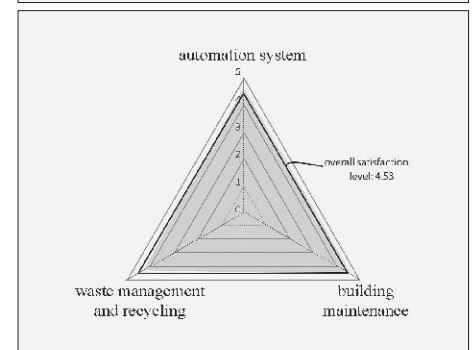 automation system
5
4
3
2
1
0
overall satisfaction
level: 4.53
waste management
and recycling
building
maintenance